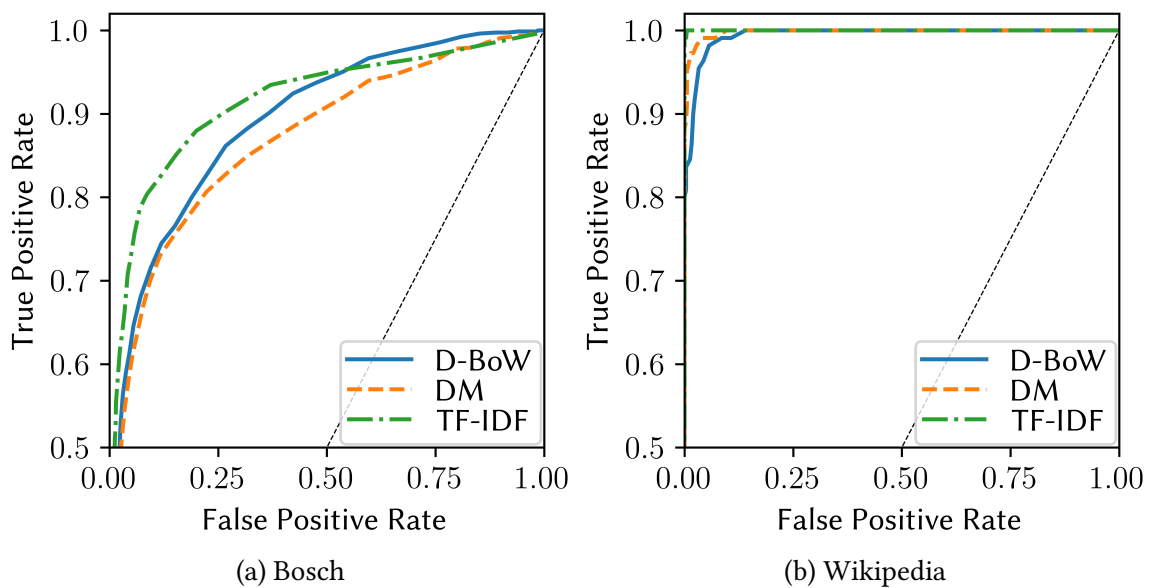 1.0
0.9
0.8
0.7
0.6
0.5
True Positive Rate
0.00 0.25 0.50 0.75 1.00
False Positive Rate
D-BoW
DM
TF-IDF
(a) Bosch
1.0
0.9
0.8
0.7
0.6
0.5
True Positive Rate
0.00 0.25 0.50 0.75 1.00
False Positive Rate
D-BoW
DM
TF-IDF
(b) Wikipedia